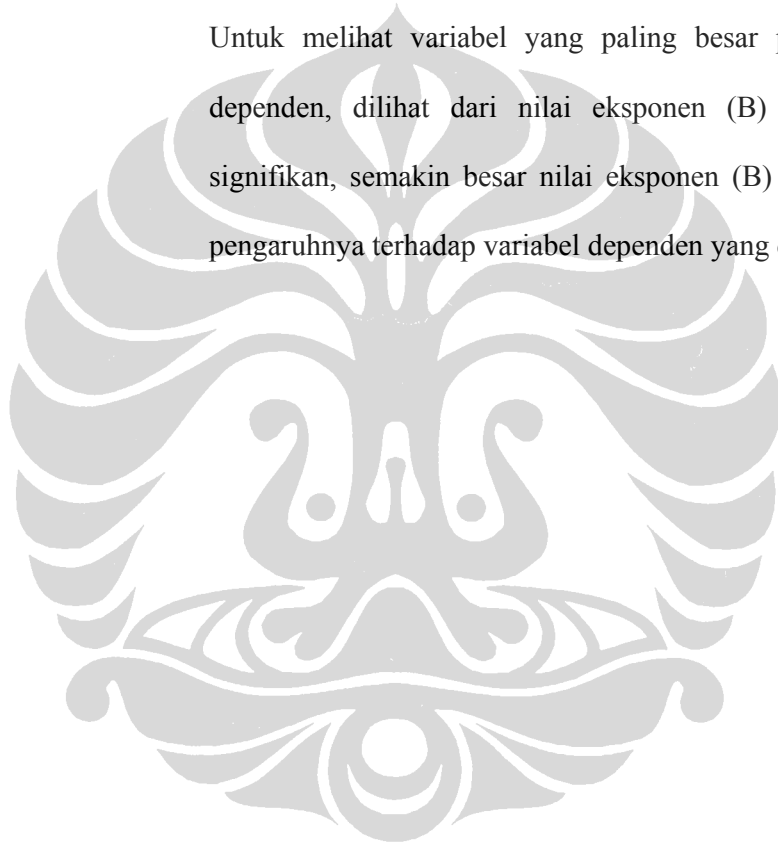 Untuk melihat variabel yang paling besar
dependen, dilihat dari nilai eksponen (B)
signifikan, semakin besar nilai eksponen (B)
pengaruhnya terhadap variabel dependen yang